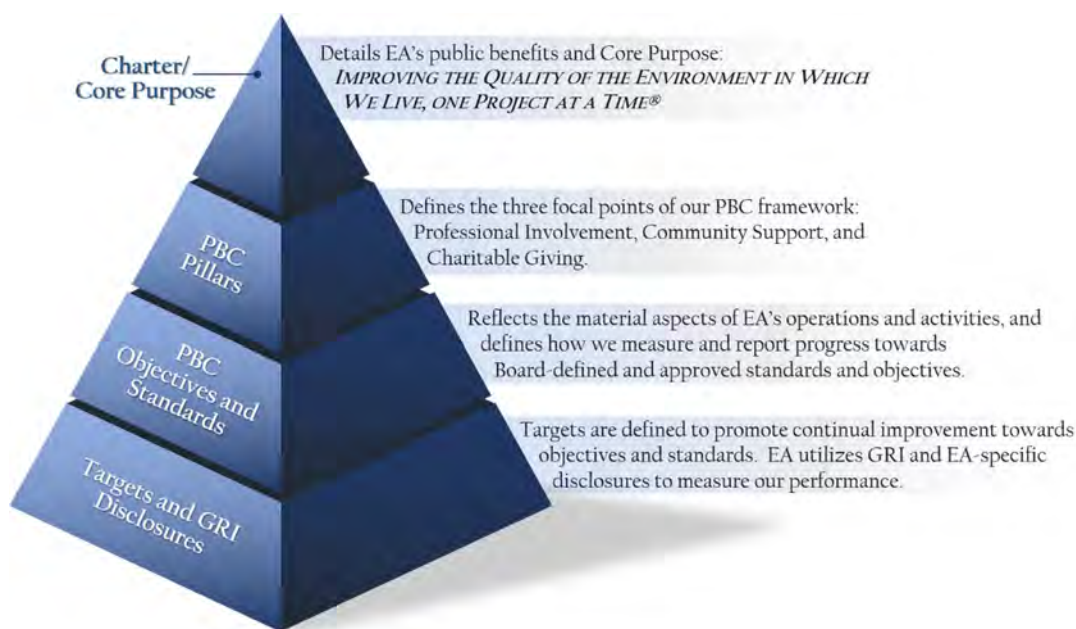 Charter/
Core Purpose
Details EA's public benefits and Core Purpose:
IMPROVING THE QUALITY OF THE ENVIRONMENT IN WHICH
WE LIVE, ONE PROJECT AT A TIME®
PBC
Pillars
Defines the three focal points of our PBC framework:
Professional Involvement, Community Support, and
Charitable Giving.
PBC
Objectives and
Standards
Reflects the material aspects of EA's operations and activities, and
defines how we measure and report progress towards
Board-defined and approved standards and objectives.
Targets and GRI
Disclosures
Targets are defined to promote continual improvement towards
objectives and standards. EA utilizes GRI and EA-specific
disclosures to measure our performance.